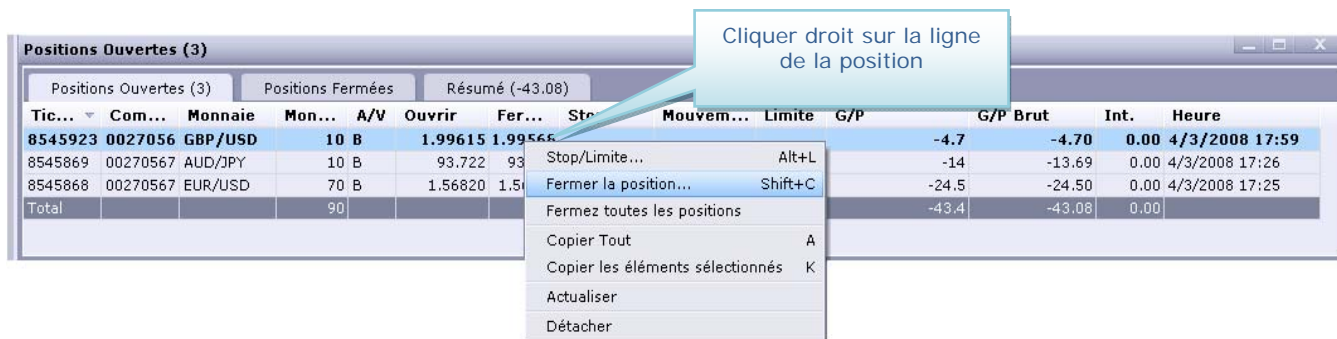 Cliquer droit sur la ligne
de la position
Positions Ouvertes (3)
Positions Ouvertes (3) Positions Fermées Résumé (-43.08)
Tic... Com... Monnaie Mon... A/V Ouvrir Fer... Mouvem... Limite G/P G/P Brut Int. Heure
8545923 0027056 GBP/USD 10 B 1.99615 1.99568 -4.7 -4.70 0.00 4/3/2008 17:59
8545869 00270567 AUD/JPY 10 B 93.722 -14 -13.69 0.00 4/3/2008 17:26
8545868 00270567 EUR/USD 70 B 1.56820 -24.5 -24.50 0.00 4/3/2008 17:25
Total 90 -43.4 -43.08 0.00
Stop/Limite... Alt+L
Fermer la position... Shift+C
Fermez toutes les positions
Copier Tout A
Copier les éléments sélectionnés K
Actualiser
Détacher